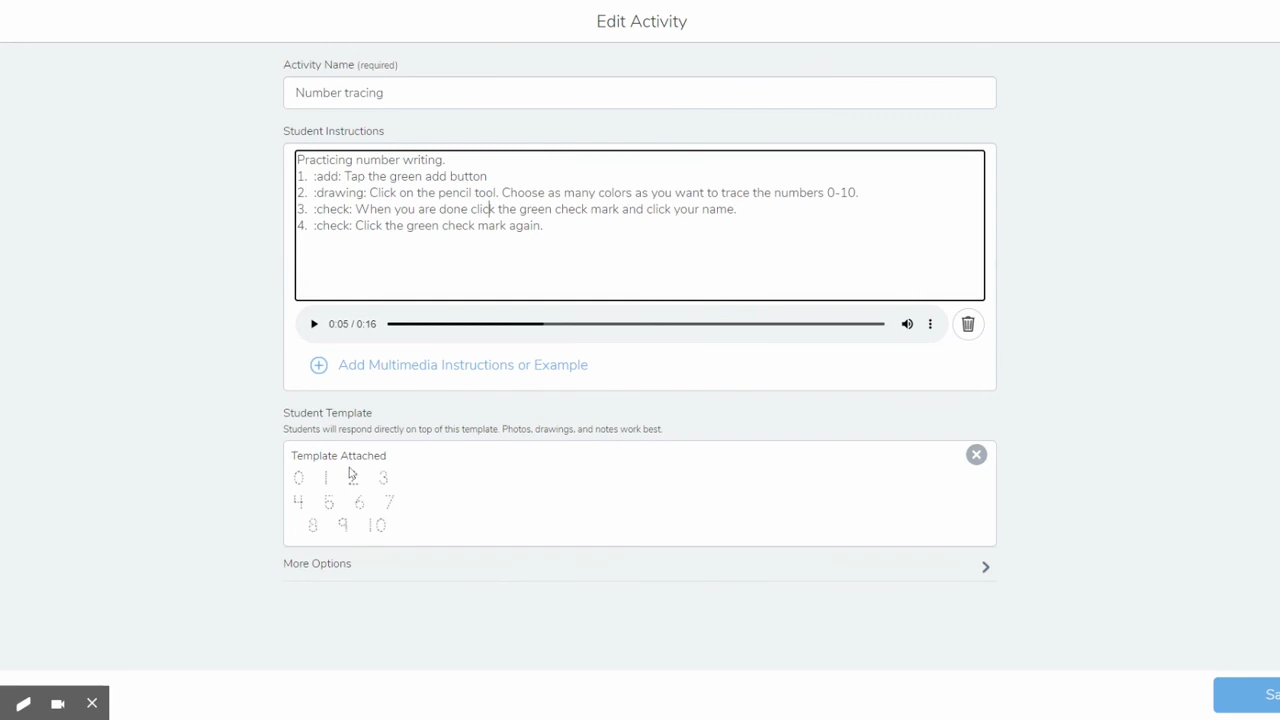 Edit Activity
Activity Name (required)
Number tracing
Student Instructions
Practicing number writing.
1. :add: Tap the green add button
2. :drawing: Click on the pencil tool. Choose as many colors as you want to trace the numbers 0-10.
3. :check: When you are done click the green check mark and click your name.
4. :check: Click the green check mark again.
0:05 / 0:16
Add Multimedia Instructions or Example
Student Template
Students will respond directly on top of this template. Photos, drawings, and notes work best.
Template Attached
0 1 2 3
4 5 6 7
8 9 10
More Options
Sa